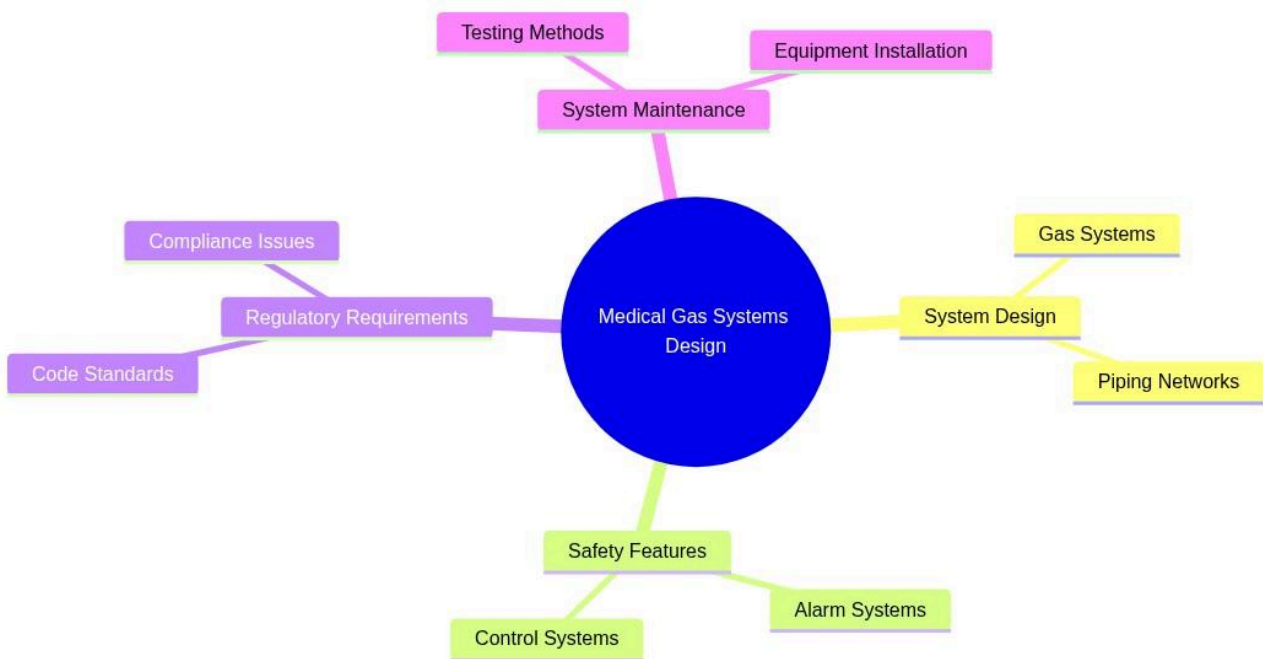 Testing Methods
Equipment Installation
System Maintenance
Compliance Issues
Gas Systems
Regulatory Requirements
Medical Gas Systems
Design
System Design
Code Standards
Piping Networks
Safety Features
Alarm Systems
Control Systems